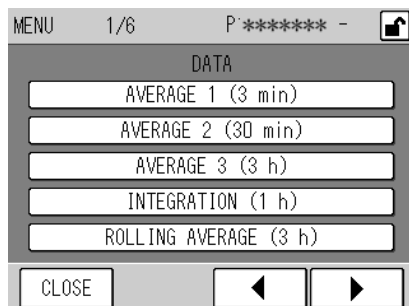 MENU 1/6 P ******* -
DATA
AVERAGE 1 (3 min)
AVERAGE 2 (30 min)
AVERAGE 3 (3 h)
INTEGRATION (1 h)
ROLLING AVERAGE (3 h)
CLOSE